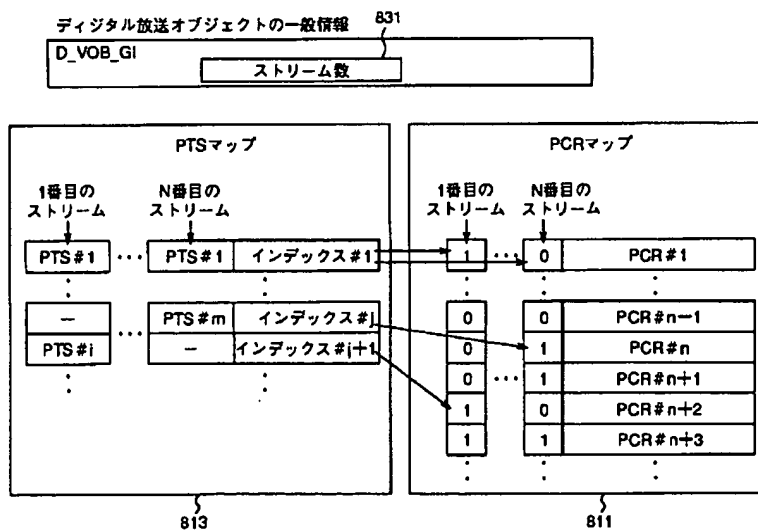 ディジタル放送オブジェクトの一般情報
831
D_VOB_GI
ストリーム数
PTSマップ
1番目の
ストリーム
N番目の
ストリーム
PTS#1 ··· PTS#1 インデックス#1
— ··· PTS#m インデックス#j
PTS#i — インデックス#j+1
813
PCRマップ
1番目の
ストリーム
N番目の
ストリーム
1 ··· 0 PCR#1
0 0 PCR#n−1
0 1 PCR#n
0 ··· 1 PCR#n+1
1 0 PCR#n+2
1 1 PCR#n+3
811